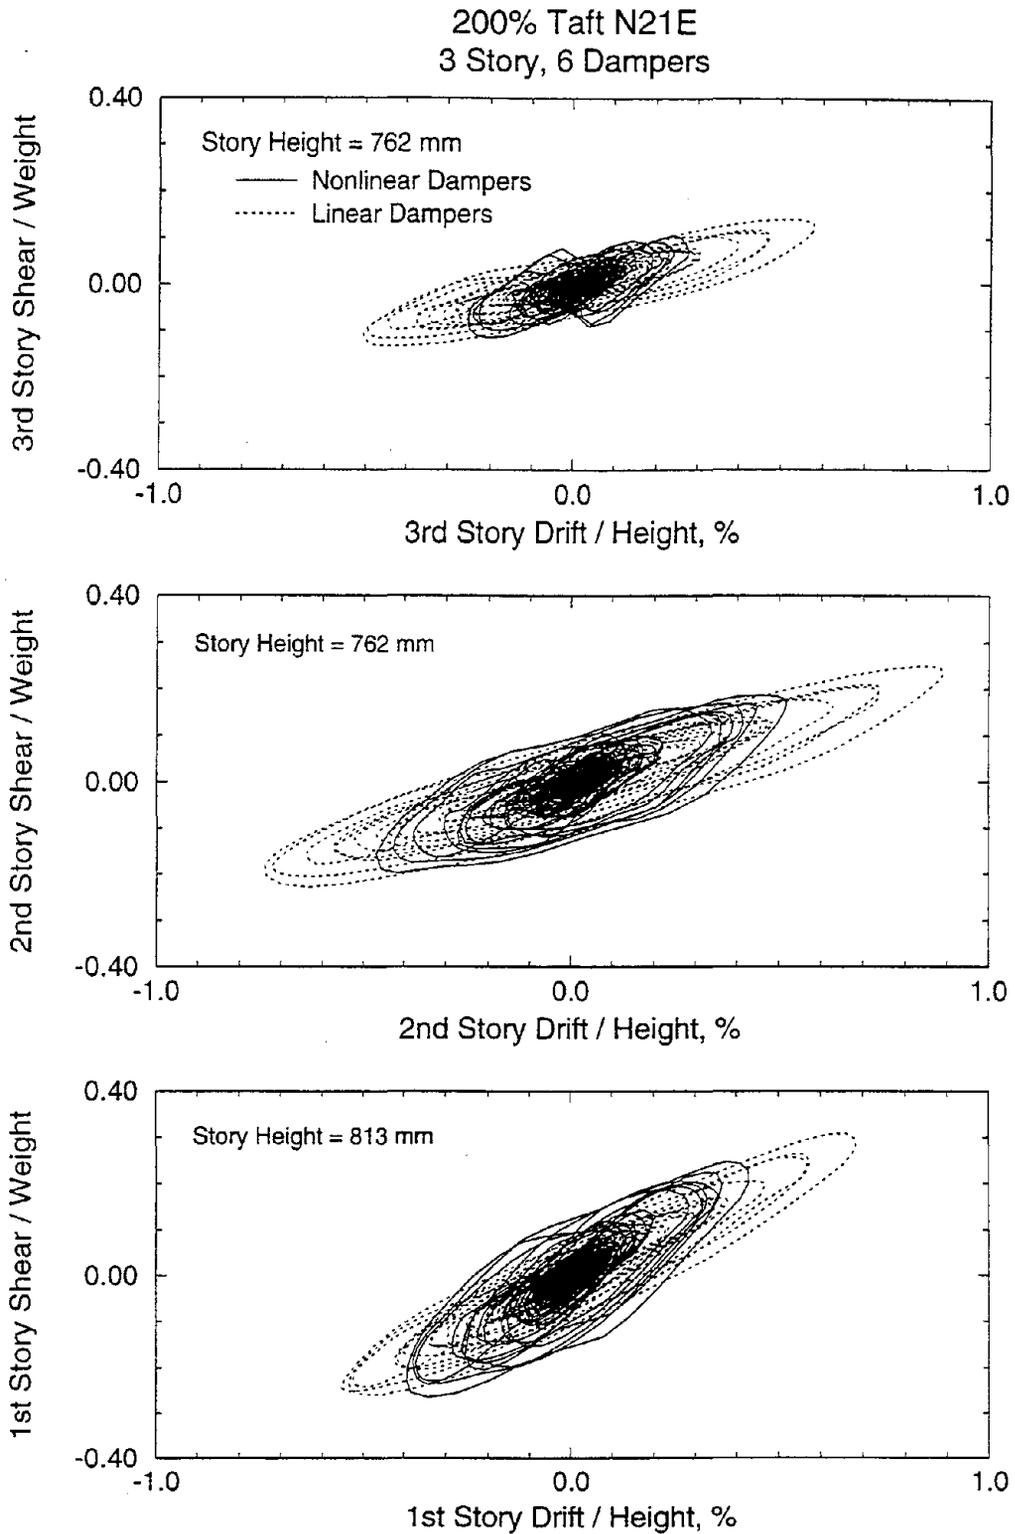 200% Taft N21E
3 Story, 6 Dampers
3rd Story Shear / Weight
0.40
0.00
-0.40
Story Height = 762 mm
Nonlinear Dampers
Linear Dampers
-1.0
0.0
1.0
3rd Story Drift / Height, %
2nd Story Shear / Weight
0.40
0.00
-0.40
Story Height = 762 mm
-1.0
0.0
1.0
2nd Story Drift / Height, %
1st Story Shear / Weight
0.40
0.00
-0.40
Story Height = 813 mm
-1.0
0.0
1.0
1st Story Drift / Height, %